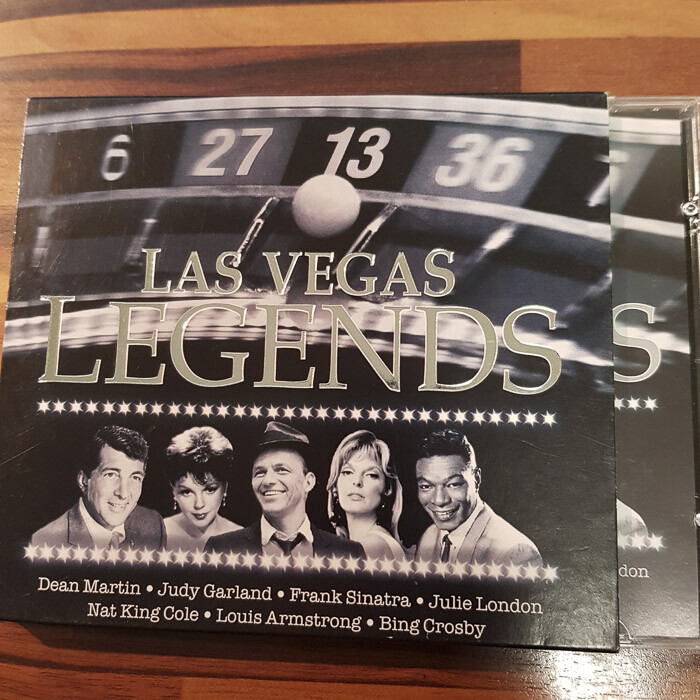 6 27 13 36
LAS VEGAS
LEGENDS
S
Dean Martin • Judy Garland • Frank Sinatra • Julie London
don
Nat King Cole • Louis Armstrong • Bing Crosby